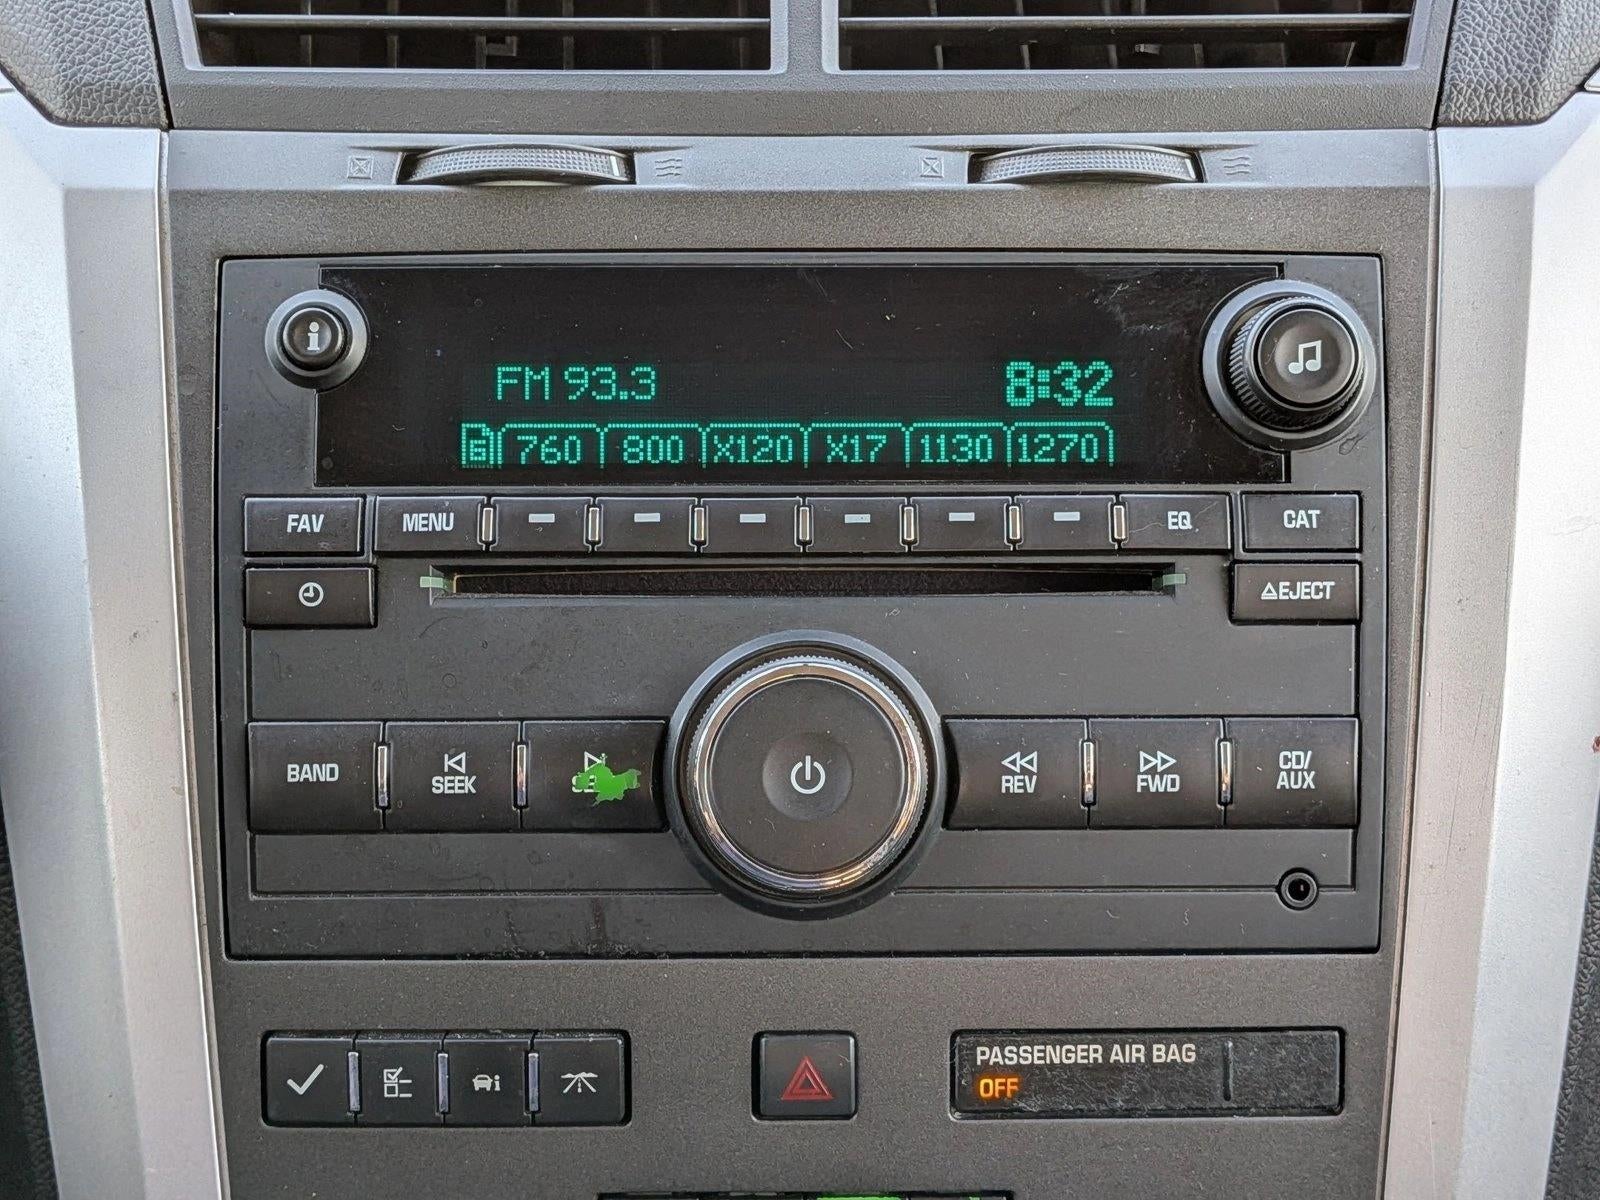 i
FM 93.3 8:32
760 800 X120 X17 1130 1270
FAV MENU EQ CAT
EJECT
BAND SEEK REV FWD CD/
AUX
PASSENGER AIR BAG
OFF
i